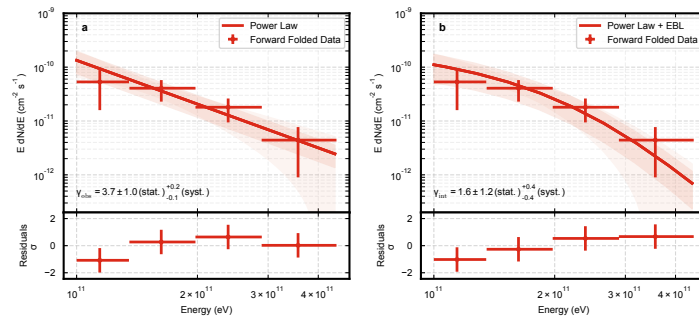 a
Power Law
Forward Folded Data
10⁻⁹
10⁻¹⁰
10⁻¹¹
10⁻¹²
E dN/dE (cm⁻² s⁻¹)
γobs = 3.7 ± 1.0 (stat.) +0.2 -0.1 (syst.)
2
0
−2
Residuals
σ
10¹¹
2 × 10¹¹
3 × 10¹¹
4 × 10¹¹
Energy (eV)
b
Power Law + EBL
Forward Folded Data
10⁻⁹
10⁻¹⁰
10⁻¹¹
10⁻¹²
E dN/dE (cm⁻² s⁻¹)
γint = 1.6 ± 1.2 (stat.) +0.4 -0.4 (syst.)
2
0
−2
Residuals
σ
10¹¹
2 × 10¹¹
3 × 10¹¹
4 × 10¹¹
Energy (eV)